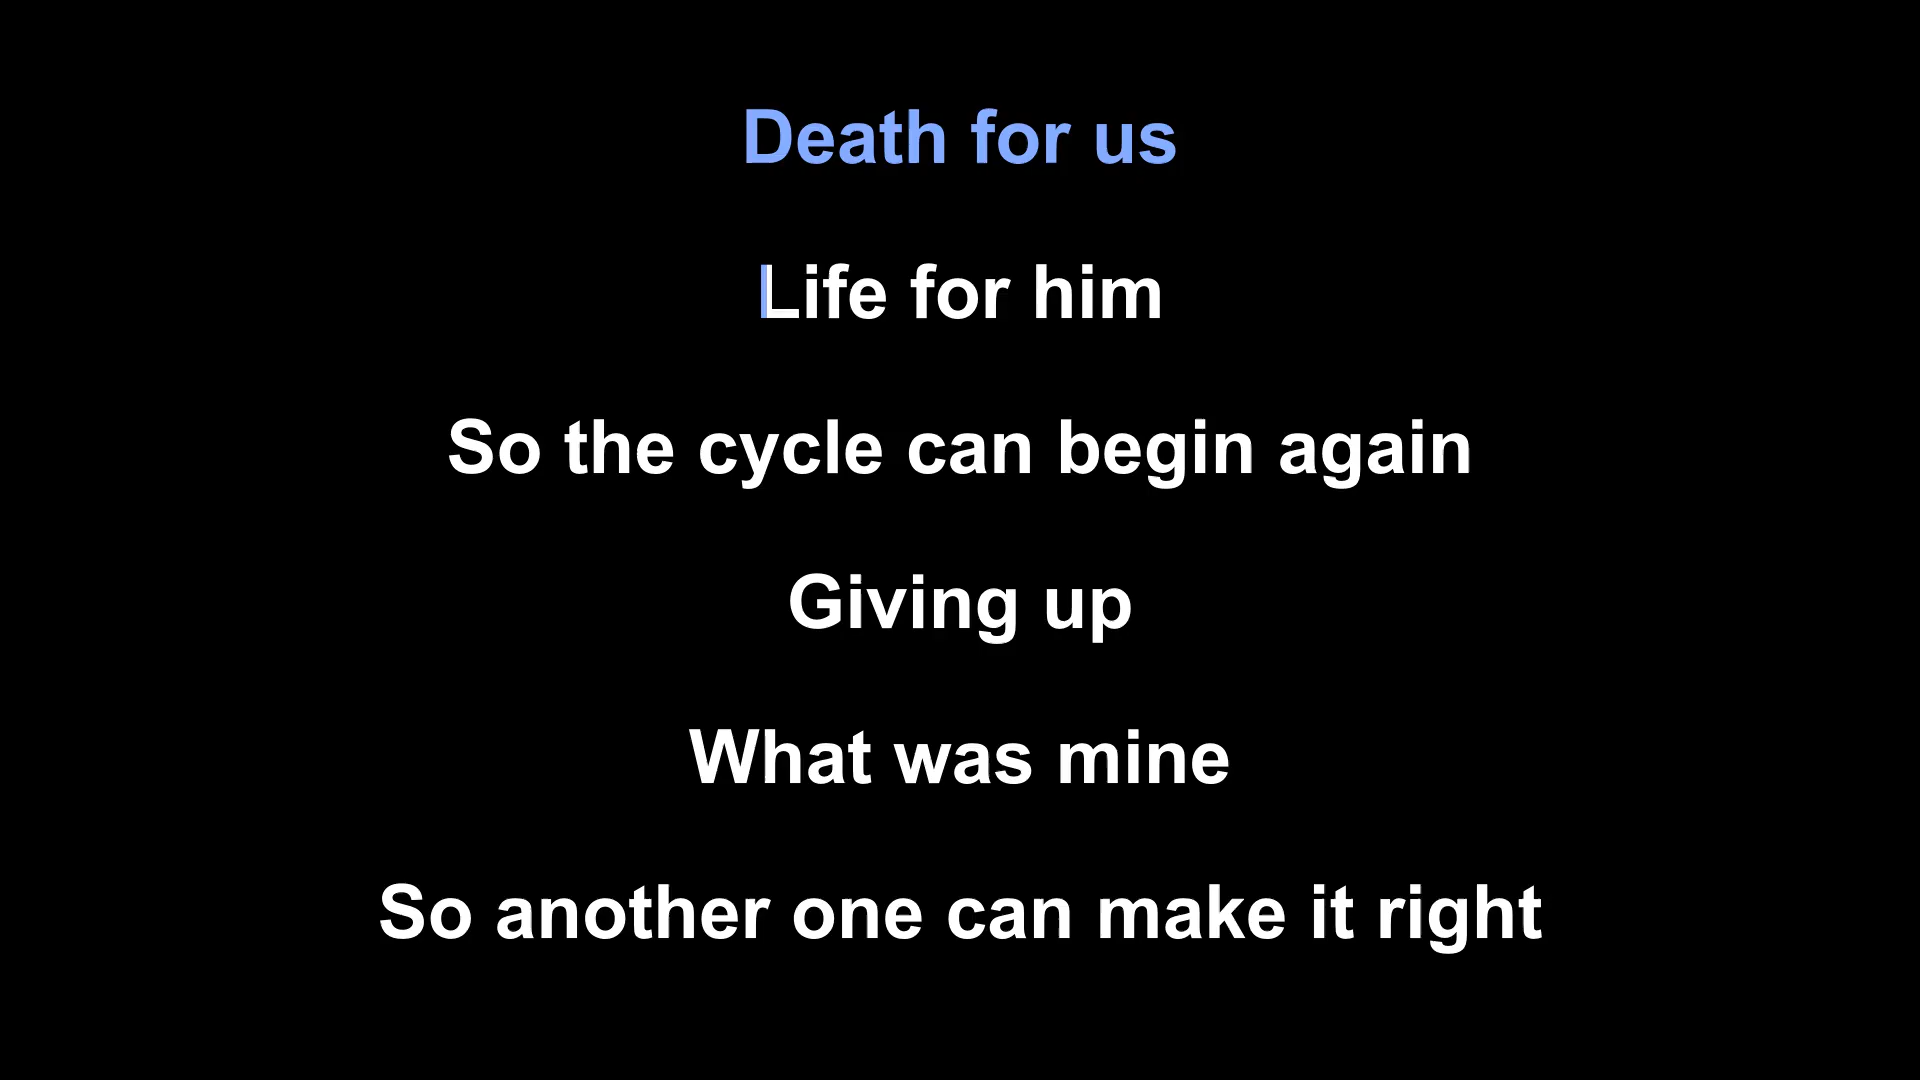 Death for us
Life for him
So the cycle can begin again
Giving up
What was mine
So another one can make it right